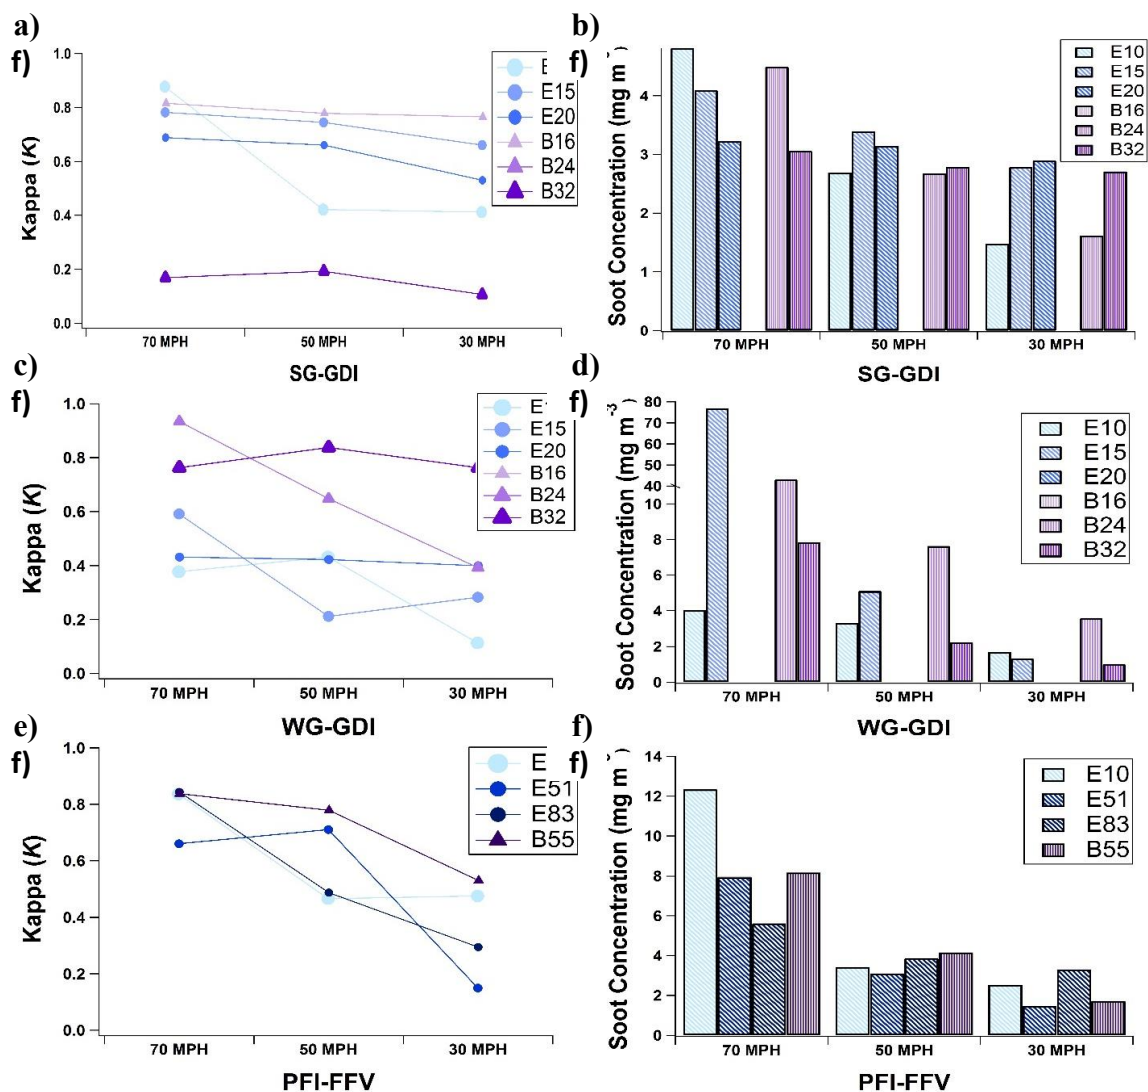 a)
f)
Kappa (K)
1.0
0.8
0.6
0.4
0.2
0.0
E
E15
E20
B16
B24
B32
70 MPH 50 MPH 30 MPH
SG-GDI
b)
f)
Soot Concentration (mg m
4
3
2
1
0
E10
E15
E20
B16
B24
B32
70 MPH 50 MPH 30 MPH
SG-GDI
c)
f)
Kappa (K)
1.0
0.8
0.6
0.4
0.2
0.0
E1
E15
E20
B16
B24
B32
70 MPH 50 MPH 30 MPH
WG-GDI
d)
f)
Soot Concentration (mg m-3)
80
70
60
50
40
10
8
6
4
2
0
E10
E15
E20
B16
B24
B32
70 MPH 50 MPH 30 MPH
WG-GDI
e)
f)
Kappa (K)
1.0
0.8
0.6
0.4
0.2
0.0
E
E51
E83
B55
70 MPH 50 MPH 30 MPH
PFI-FFV
f)
f)
Soot Concentration (mg m
14
12
10
8
6
4
2
0
E10
E51
E83
B55
70 MPH 50 MPH 30 MPH
PFI-FFV